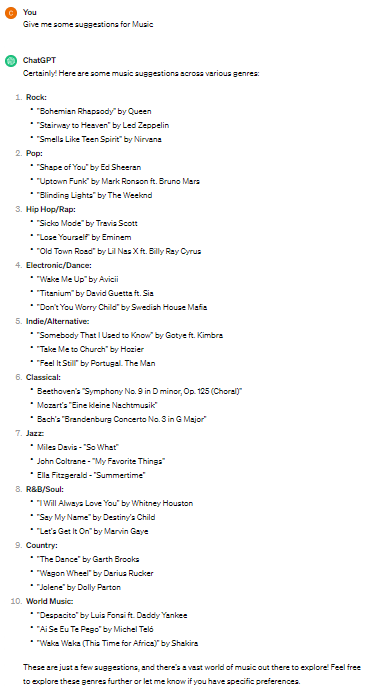 C You
Give me some suggestions for Music
ChatGPT
Certainly! Here are some music suggestions across various genres:
1. Rock:
• "Bohemian Rhapsody" by Queen
• "Stairway to Heaven" by Led Zeppelin
• "Smells Like Teen Spirit" by Nirvana
2. Pop:
• "Shape of You" by Ed Sheeran
• "Uptown Funk" by Mark Ronson ft. Bruno Mars
• "Blinding Lights" by The Weeknd
3. Hip Hop/Rap:
• "Sicko Mode" by Travis Scott
• "Lose Yourself" by Eminem
• "Old Town Road" by Lil Nas X ft. Billy Ray Cyrus
4. Electronic/Dance:
• "Wake Me Up" by Avicii
• "Titanium" by David Guetta ft. Sia
• "Don't You Worry Child" by Swedish House Mafia
5. Indie/Alternative:
• "Somebody That I Used to Know" by Gotye ft. Kimbra
• "Take Me to Church" by Hozier
• "Feel It Still" by Portugal. The Man
6. Classical:
• Beethoven's "Symphony No. 9 in D minor, Op. 125 (Choral)"
• Mozart's "Eine kleine Nachtmusik"
• Bach's "Brandenburg Concerto No. 3 in G Major"
7. Jazz:
• Miles Davis - "So What"
• John Coltrane - "My Favorite Things"
• Ella Fitzgerald - "Summertime"
8. R&B/Soul:
• "I Will Always Love You" by Whitney Houston
• "Say My Name" by Destiny's Child
• "Let's Get It On" by Marvin Gaye
9. Country:
• "The Dance" by Garth Brooks
• "Wagon Wheel" by Darius Rucker
• "Jolene" by Dolly Parton
10. World Music:
• "Despacito" by Luis Fonsi ft. Daddy Yankee
• "Ai Se Eu Te Pego" by Michel Teló
• "Waka Waka (This Time for Africa)" by Shakira
These are just a few suggestions, and there's a vast world of music out there to explore! Feel free
to explore these genres further or let me know if you have specific preferences.